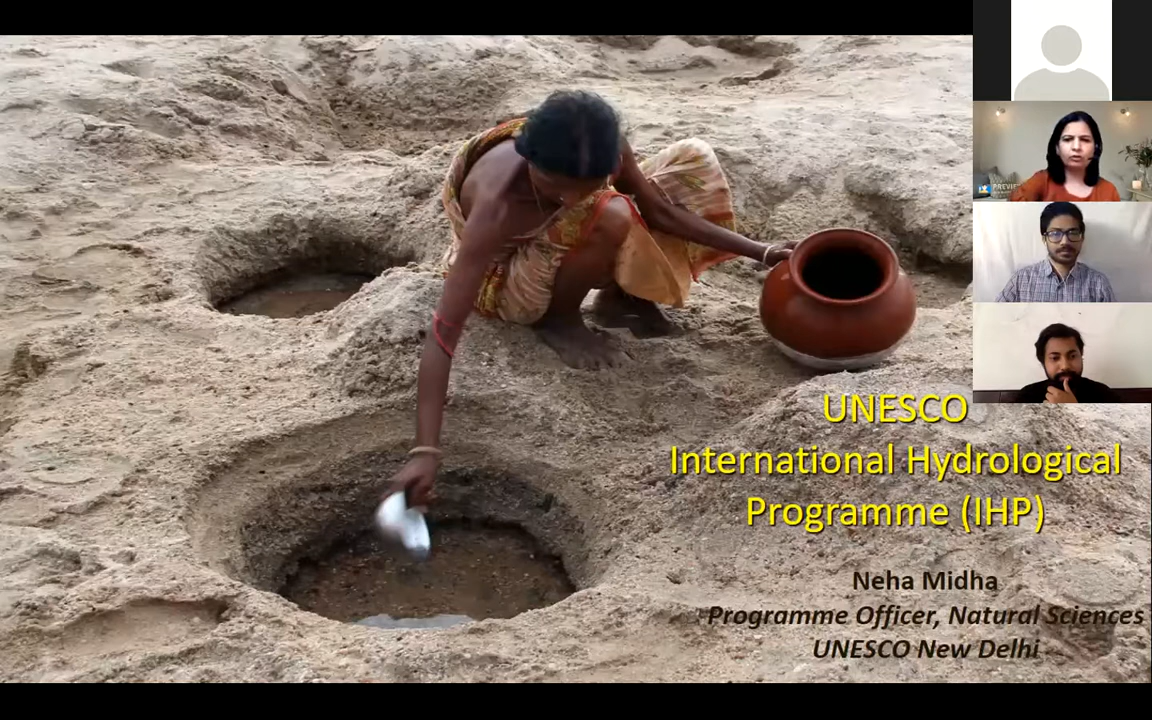 UNESCO
International Hydrological
Programme (IHP)
Neha Midha
Programme Officer, Natural Sciences
UNESCO New Delhi